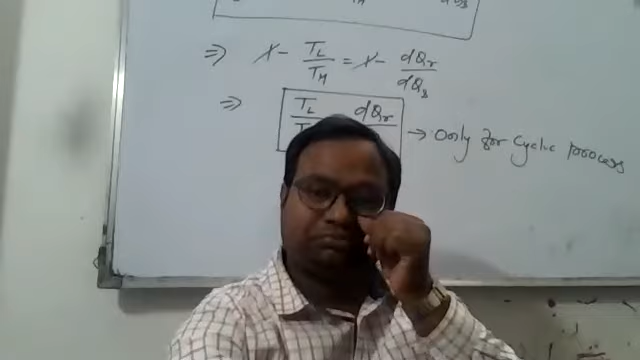 ⇒ 1 - T_L/T_H = 1 - dQ_r/dQ_s
⇒ T_L dQ_r → Only for Cyclic Process